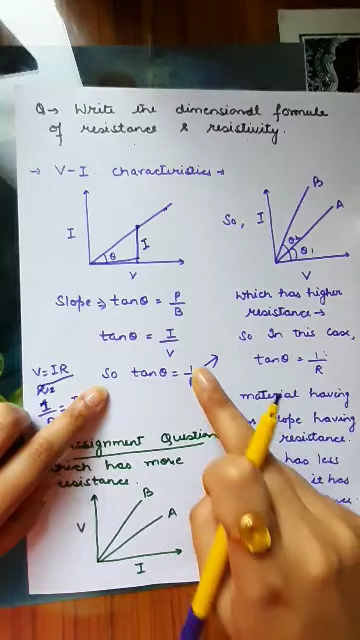 Q→ Write the dimensional formula
of resistance & resistivity.
→ V-I characteristics →
I
I
θ
V
Slope ⇒ tanθ = P/B
tanθ = I/V
V=IR
So tanθ = 1
So, I
B
A
θ2
θ1
V
which has higher
resistance →
So In this case,
tanθ = 1/R
material having
slope having
resistance.
has less
it has
Assignment Question
which has more
resistance.
V
B
A
I